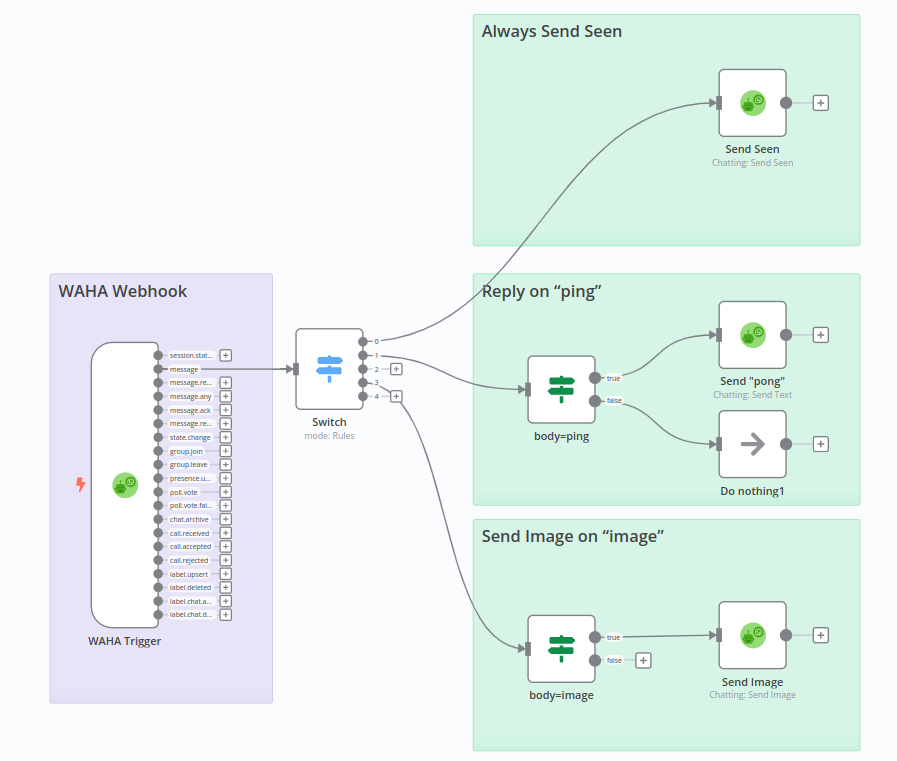 Always Send Seen
Send Seen
Chatting: Send Seen
WAHA Webhook
session.stat...
message
message.re...
message.any
message.ack
message.re...
state.change
group.join
group.leave
presence.u...
poll.vote
poll.vote.fai...
chat.archive
call.received
call.accepted
call.rejected
label.upsert
label.deleted
label.chat.a...
label.chat.d...
WAHA Trigger
0
1
2
3
4
Switch
mode: Rules
Reply on “ping”
true
false
body=ping
Send "pong"
Chatting: Send Text
Do nothing1
Send Image on “image”
true
false
body=image
Send Image
Chatting: Send Image